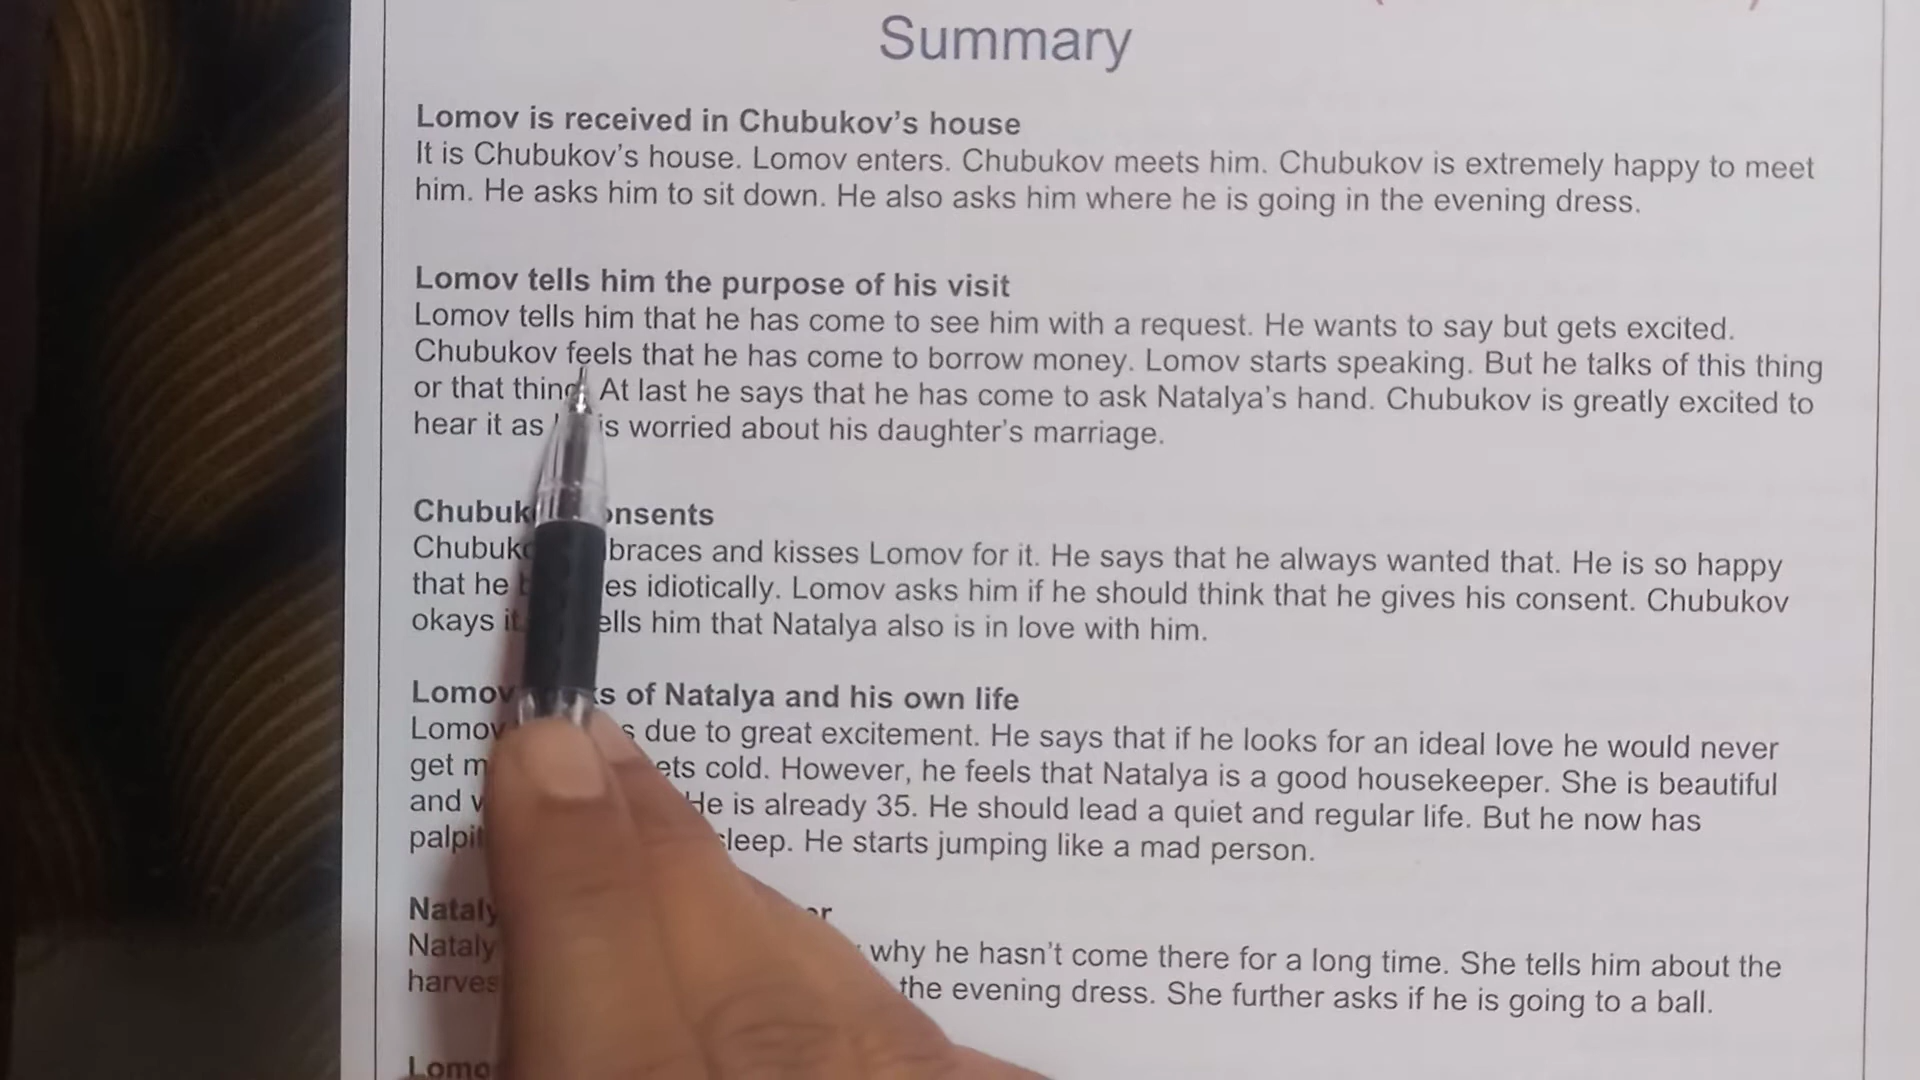 Summary
Lomov is received in Chubukov's house
It is Chubukov's house. Lomov enters. Chubukov meets him. Chubukov is extremely happy to meet
him. He asks him to sit down. He also asks him where he is going in the evening dress.
Lomov tells him the purpose of his visit
Lomov tells him that he has come to see him with a request. He wants to say but gets excited.
Chubukov feels that he has come to borrow money. Lomov starts speaking. But he talks of this thing
or that thing. At last he says that he has come to ask Natalya's hand. Chubukov is greatly excited to
hear it as is worried about his daughter's marriage.
Chubukov consents
Chubukov embraces and kisses Lomov for it. He says that he always wanted that. He is so happy
that he idiotically. Lomov asks him if he should think that he gives his consent. Chubukov
okays it tells him that Natalya also is in love with him.
Lomov of Natalya and his own life
Lomov due to great excitement. He says that if he looks for an ideal love he would never
get cold. However, he feels that Natalya is a good housekeeper. She is beautiful
and He is already 35. He should lead a quiet and regular life. But he now has
sleep. He starts jumping like a mad person.
Natalya
Natalya why he hasn't come there for a long time. She tells him about the
the evening dress. She further asks if he is going to a ball.